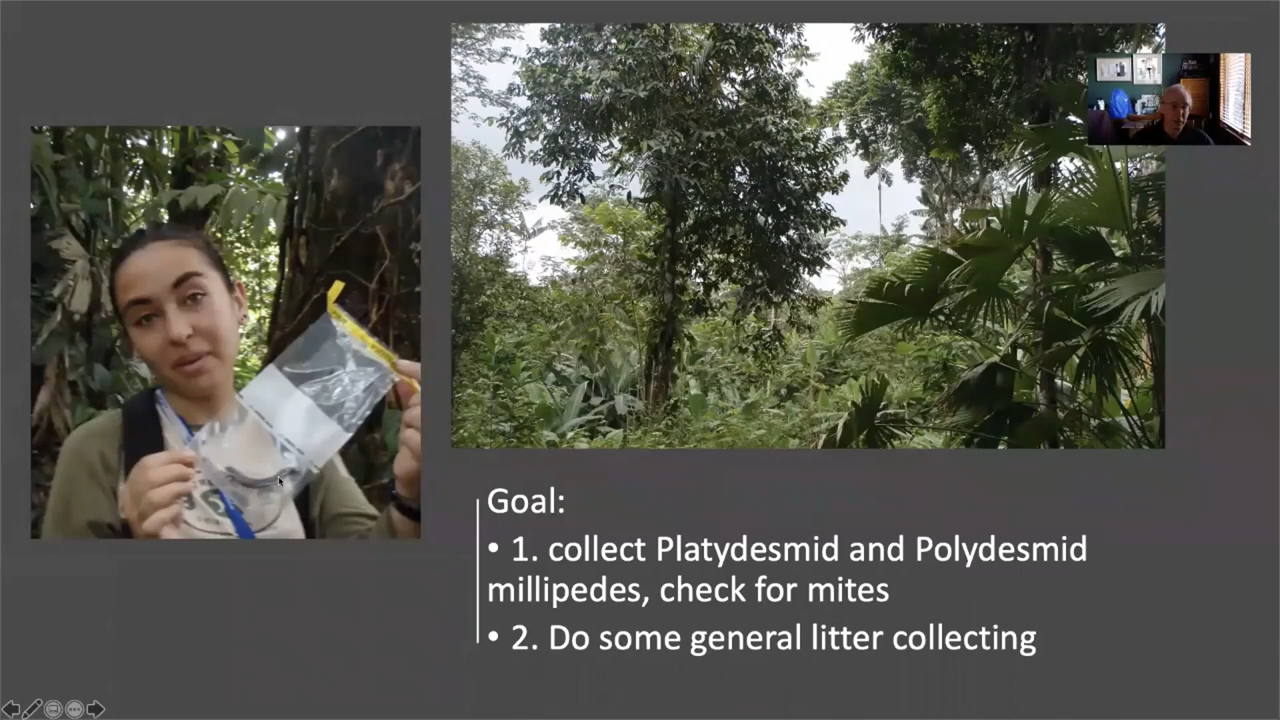 Goal:
• 1. collect Platydesmid and Polydesmid
millipedes, check for mites
• 2. Do some general litter collecting